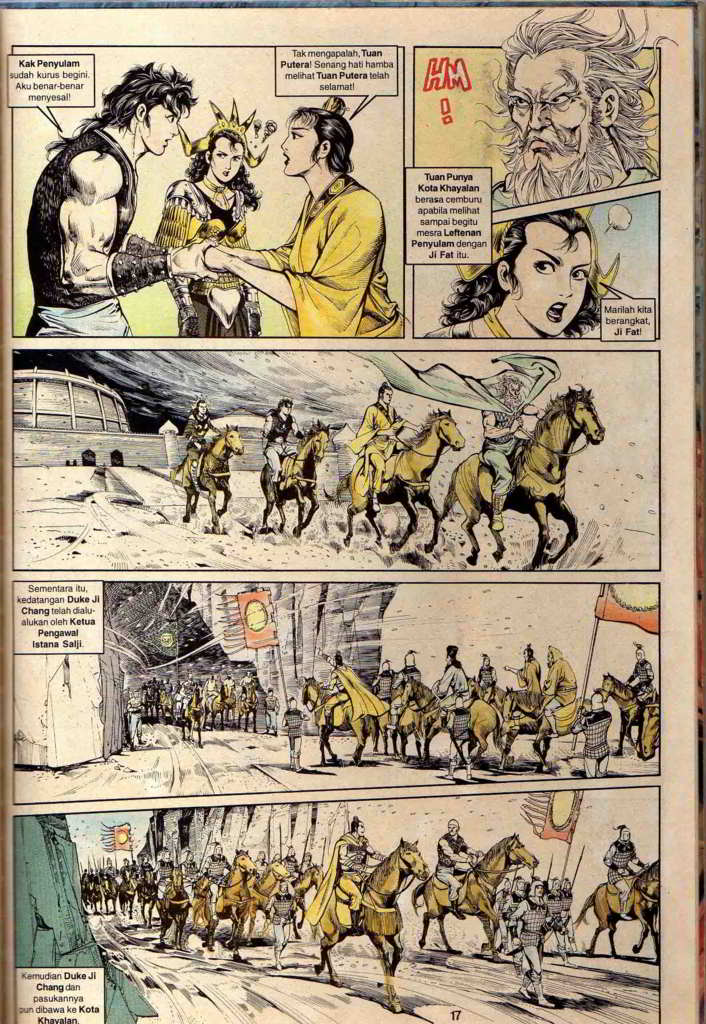 Kak Penyulam
sudah kurus begini.
Aku benar-benar
menyesal!
Tak mengapalah, Tuan
Putera! Senang hati hamba
melihat Tuan Putera telah
selamat!
HM
!
Tuan Punya
Kota Khayalan
berasa cemburu
apabila melihat
sampai begitu
mesra Leftenan
Penyulam dengan
Ji Fat itu.
Marilah kita
berangkat,
Ji Fat!
Sementara itu,
kedatangan Duke Ji
Chang telah dialu-
alukan oleh Ketua
Pengawal
Istana Salji.
Kemudian Duke Ji
Chang dan
pasukannya
pun dibawa ke Kota
Khayalan.
17